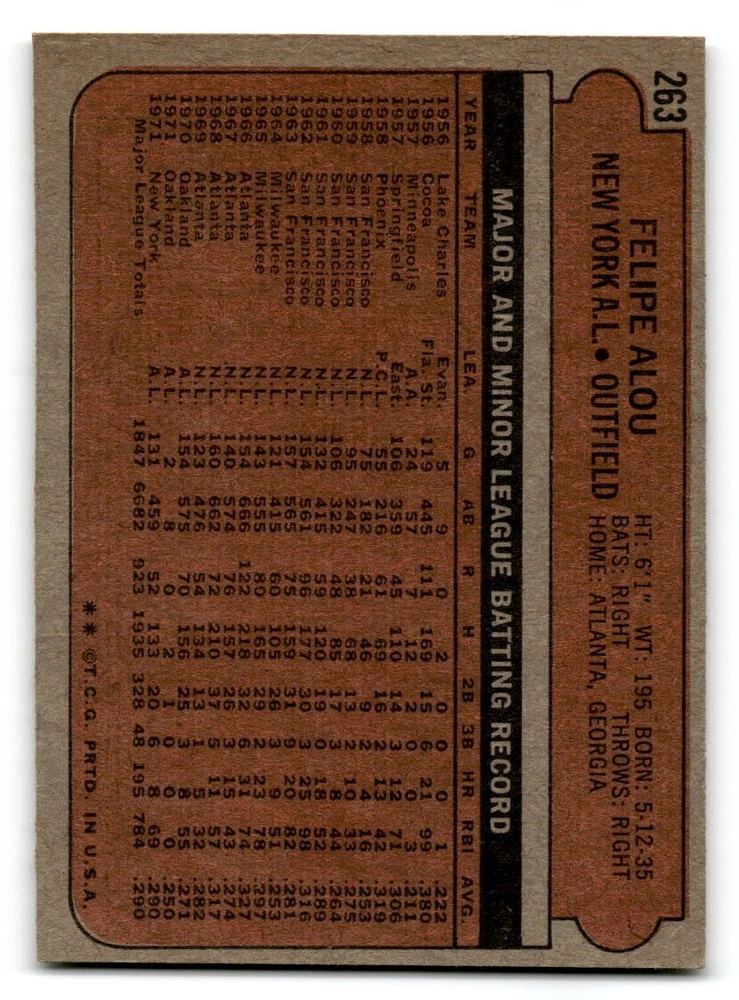 263
FELIPE ALOU
NEW YORK A.L. • OUTFIELD
HT: 6'1" WT: 195 BORN: 5-12-35
BATS: RIGHT THROWS: RIGHT
HOME: ATLANTA, GEORGIA
MAJOR AND MINOR LEAGUE BATTING RECORD
YEAR TEAM LEA. G AB R H 2B 3B HR RBI AVG.
1956 Lake Charles Evan. 5 9 0 2 0 0 0 1 .222
1956 Cocoa Fla. St. 119 445 111 169 15 6 21 99 .380
1957 Minneapolis A.A. 24 57 7 12 2 0 0 3 .211
1957 Springfield East. 106 359 45 110 14 3 12 71 .306
1958 Phoenix P.C.L. 55 216 61 69 16 2 13 42 .319
1958 San Francisco N.L. 75 182 21 46 9 2 4 16 .253
1959 San Francisco N.L. 95 247 38 68 13 2 10 33 .275
1960 San Francisco N.L. 106 322 48 85 17 3 8 44 .264
1961 San Francisco N.L. 132 415 59 120 19 0 18 52 .289
1962 San Francisco N.L. 154 561 96 177 30 3 25 98 .316
1963 San Francisco N.L. 157 565 75 159 31 9 20 82 .281
1964 Milwaukee N.L. 121 415 60 105 26 3 9 51 .253
1965 Milwaukee N.L. 143 555 80 165 29 2 23 78 .297
1966 Atlanta N.L. 154 666 122 218 32 6 31 74 .327
1967 Atlanta N.L. 140 574 76 157 26 3 15 43 .274
1968 Atlanta N.L. 160 662 72 210 37 5 11 57 .317
1969 Atlanta N.L. 123 476 54 134 13 1 5 32 .282
1970 Oakland A.L. 154 575 70 156 25 3 8 55 .271
1971 Oakland A.L. 2 8 0 2 1 0 0 0 .250
1971 New York A.L. 131 459 52 133 20 6 8 69 .290
Major League Totals 1847 6682 923 1935 328 48 195 784 .290
** ©T.C.G. PRTD. IN U.S.A.